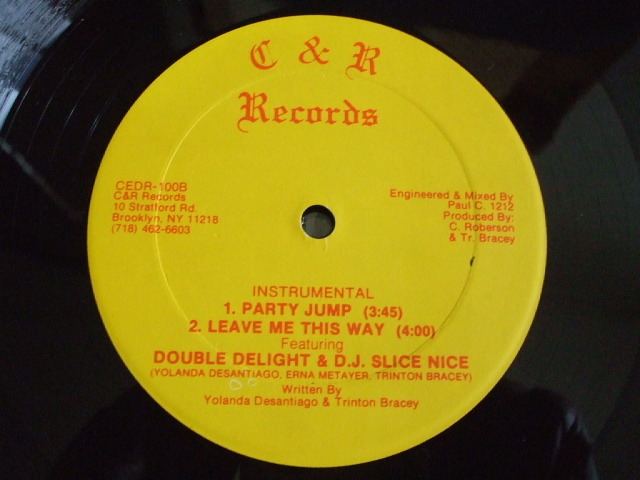 C & R
Records
CEDR-100B
C&R Records
10 Stratford Rd.
Brooklyn, NY 11218
(718) 462-6603
Engineered & Mixed By
Paul C. 1212
Produced By:
C. Roberson
& Tr. Bracey
INSTRUMENTAL
1. PARTY JUMP (3:45)
2. LEAVE ME THIS WAY (4:00)
Featuring
DOUBLE DELIGHT & D.J. SLICE NICE
(YOLANDA DESANTIAGO, ERNA METAYER, TRINTON BRACEY)
Written By
Yolanda Desantiago & Trinton Bracey